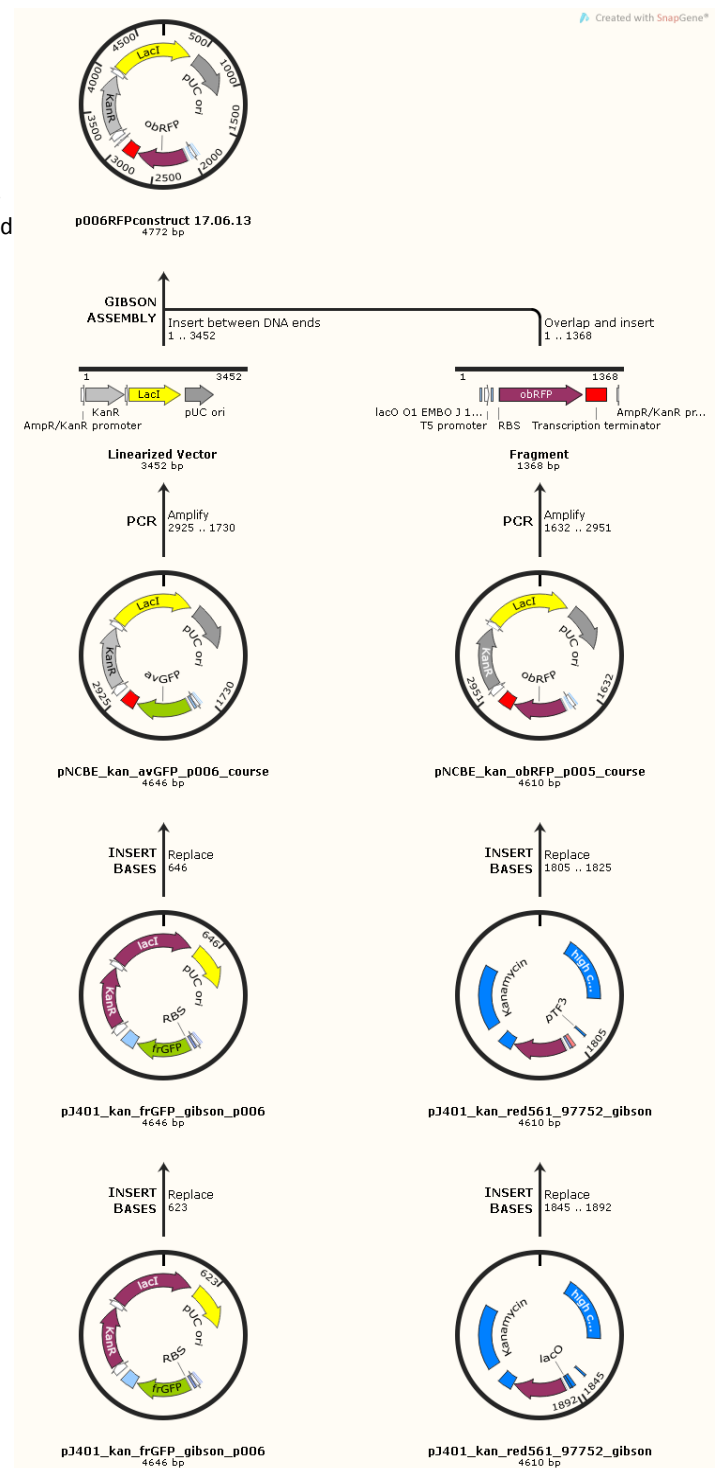 Created with SnapGene®
4500
500
LacI
4000
1000
pUC ori
KanR
obRFP
3500
1500
3000
2500
2000
d
p006RFPconstruct 17.06.13
4772 bp
GIBSON
ASSEMBLY
Insert between DNA ends
1 .. 3452
Overlap and insert
1 .. 1368
1 3452
KanR LacI pUC ori
AmpR/KanR promoter
Linearized Vector
3452 bp
1 1368
obRFP
lacO O1 EMBO J 1... AmpR/KanR pr...
T5 promoter RBS Transcription terminator
Fragment
1368 bp
PCR
Amplify
2925 .. 1730
PCR
Amplify
1632 .. 2951
LacI
pUC ori
KanR
avGFP
2925
1730
pNCBE_kan_avGFP_p006_course
4646 bp
LacI
pUC ori
KanR
obRFP
2951
1632
pNCBE_kan_obRFP_p005_course
4610 bp
INSERT
BASES
Replace
646
INSERT
BASES
Replace
1805 .. 1825
lacI
646
pUC ori
KanR
RBS
frGFP
pJ401_kan_frGFP_gibson_p006
4646 bp
Kanamycin
high c...
PTF3
1805
pJ401_kan_red561_97752_gibson
4610 bp
INSERT
BASES
Replace
623
INSERT
BASES
Replace
1845 .. 1892
lacI
623
pUC ori
KanR
RBS
frGFP
pJ401_kan_frGFP_gibson_p006
4646 bp
Kanamycin
high c...
lacO
1845
1892
pJ401_kan_red561_97752_gibson
4610 bp